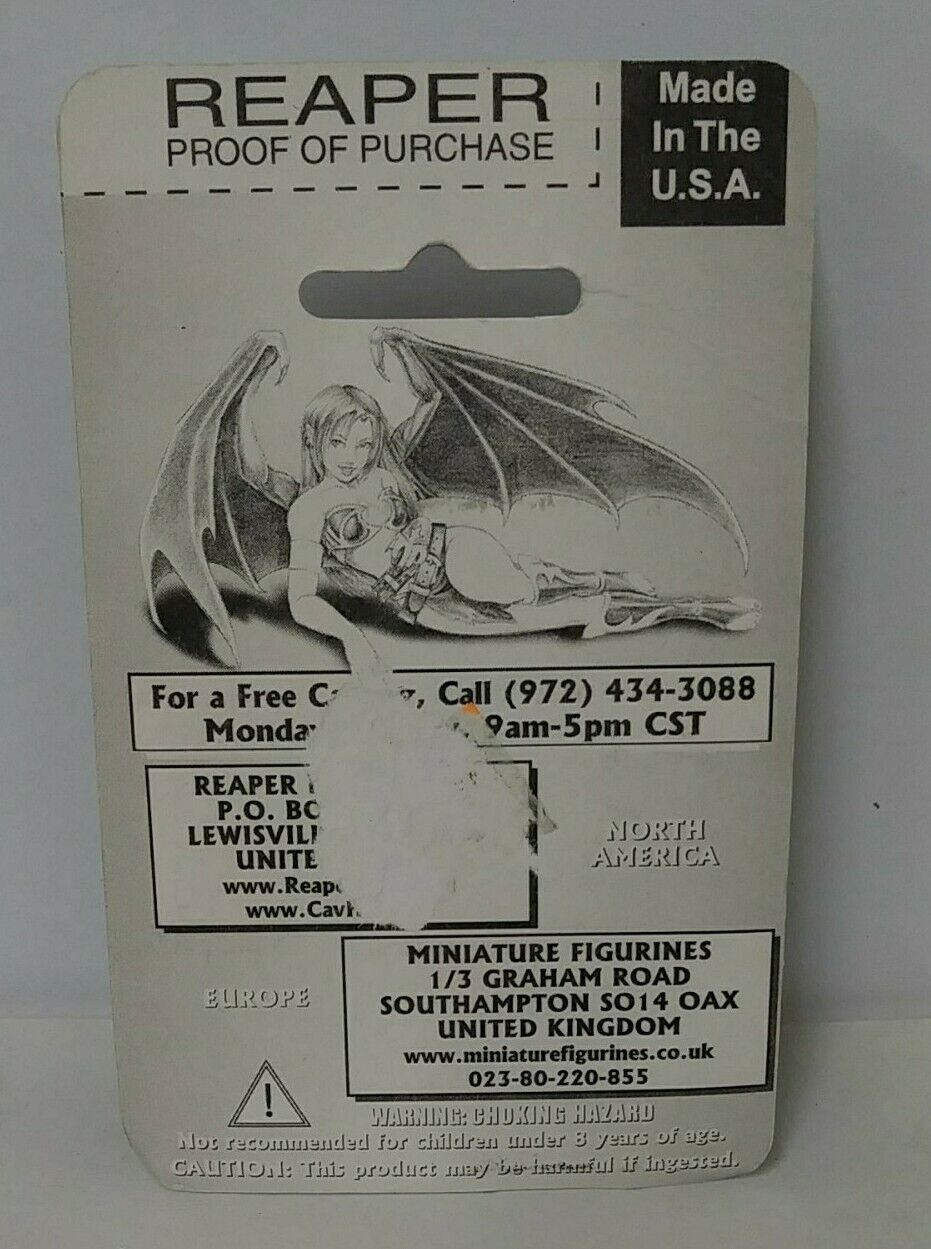 REAPER
PROOF OF PURCHASE
Made
In The
U.S.A.
For a Free , Call (972) 434-3088
9am-5pm CST
REAPER
P.O.
UNITE
NORTH
AMERICA
EUROPE
MINIATURE FIGURINES
1/3 GRAHAM ROAD
SOUTHAMPTON SO14 OAX
UNITED KINGDOM
www.miniaturefigurines.co.uk
023-80-220-855
!
WARNING: CHOKING HAZARD
Not recommended for children under 8 years of age.
CAUTION: This product may be harmful if ingested.